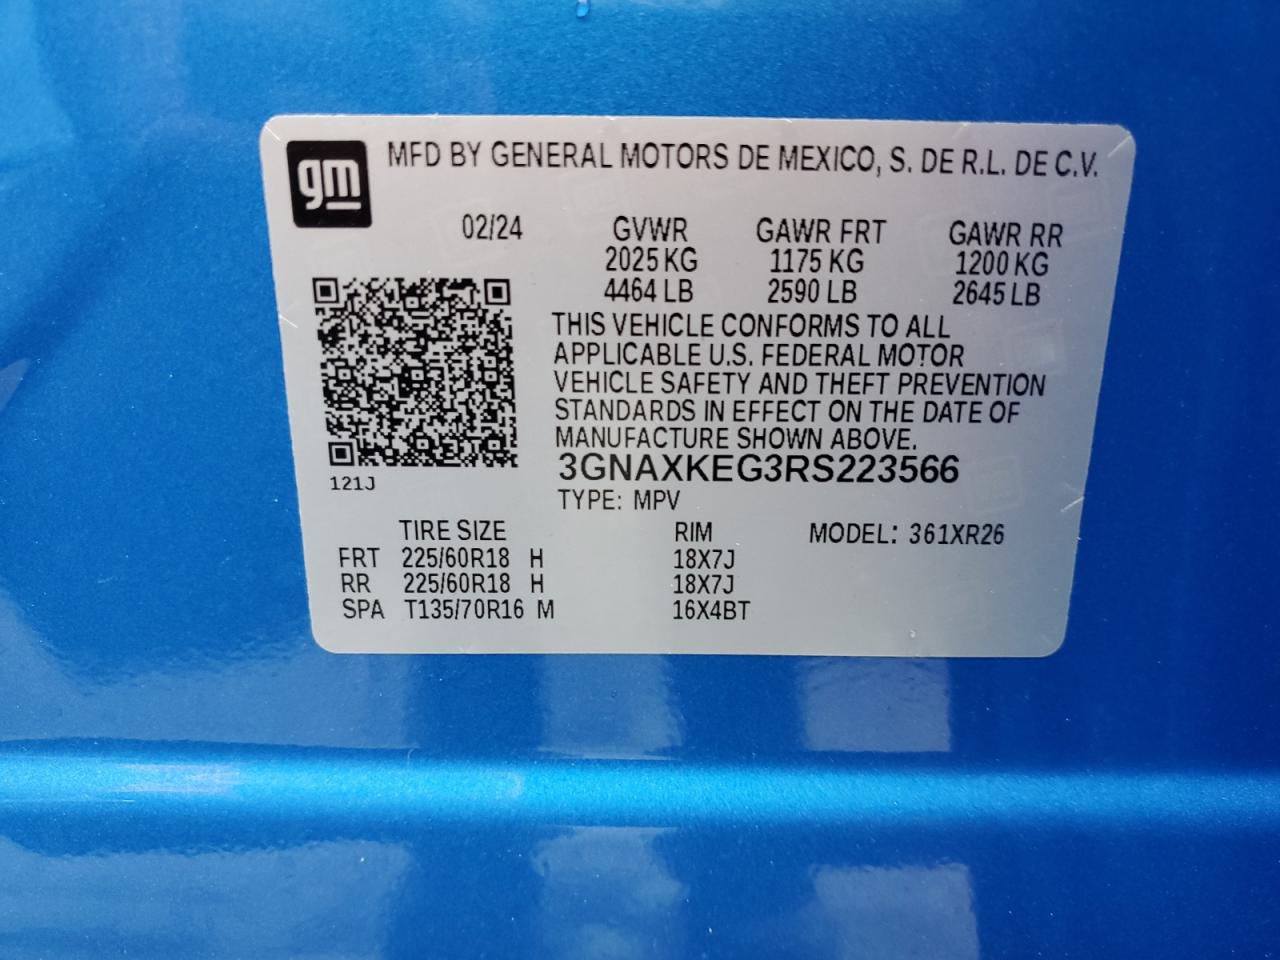 gm
MFD BY GENERAL MOTORS DE MEXICO, S. DE R.L. DE C.V.
02/24 GVWR GAWR FRT GAWR RR
2025 KG 1175 KG 1200 KG
4464 LB 2590 LB 2645 LB
THIS VEHICLE CONFORMS TO ALL
APPLICABLE U.S. FEDERAL MOTOR
VEHICLE SAFETY AND THEFT PREVENTION
STANDARDS IN EFFECT ON THE DATE OF
MANUFACTURE SHOWN ABOVE.
3GNAXKEG3RS223566
121J
TYPE: MPV
TIRE SIZE RIM MODEL: 361XR26
FRT 225/60R18 H 18X7J
RR 225/60R18 H 18X7J
SPA T135/70R16 M 16X4BT